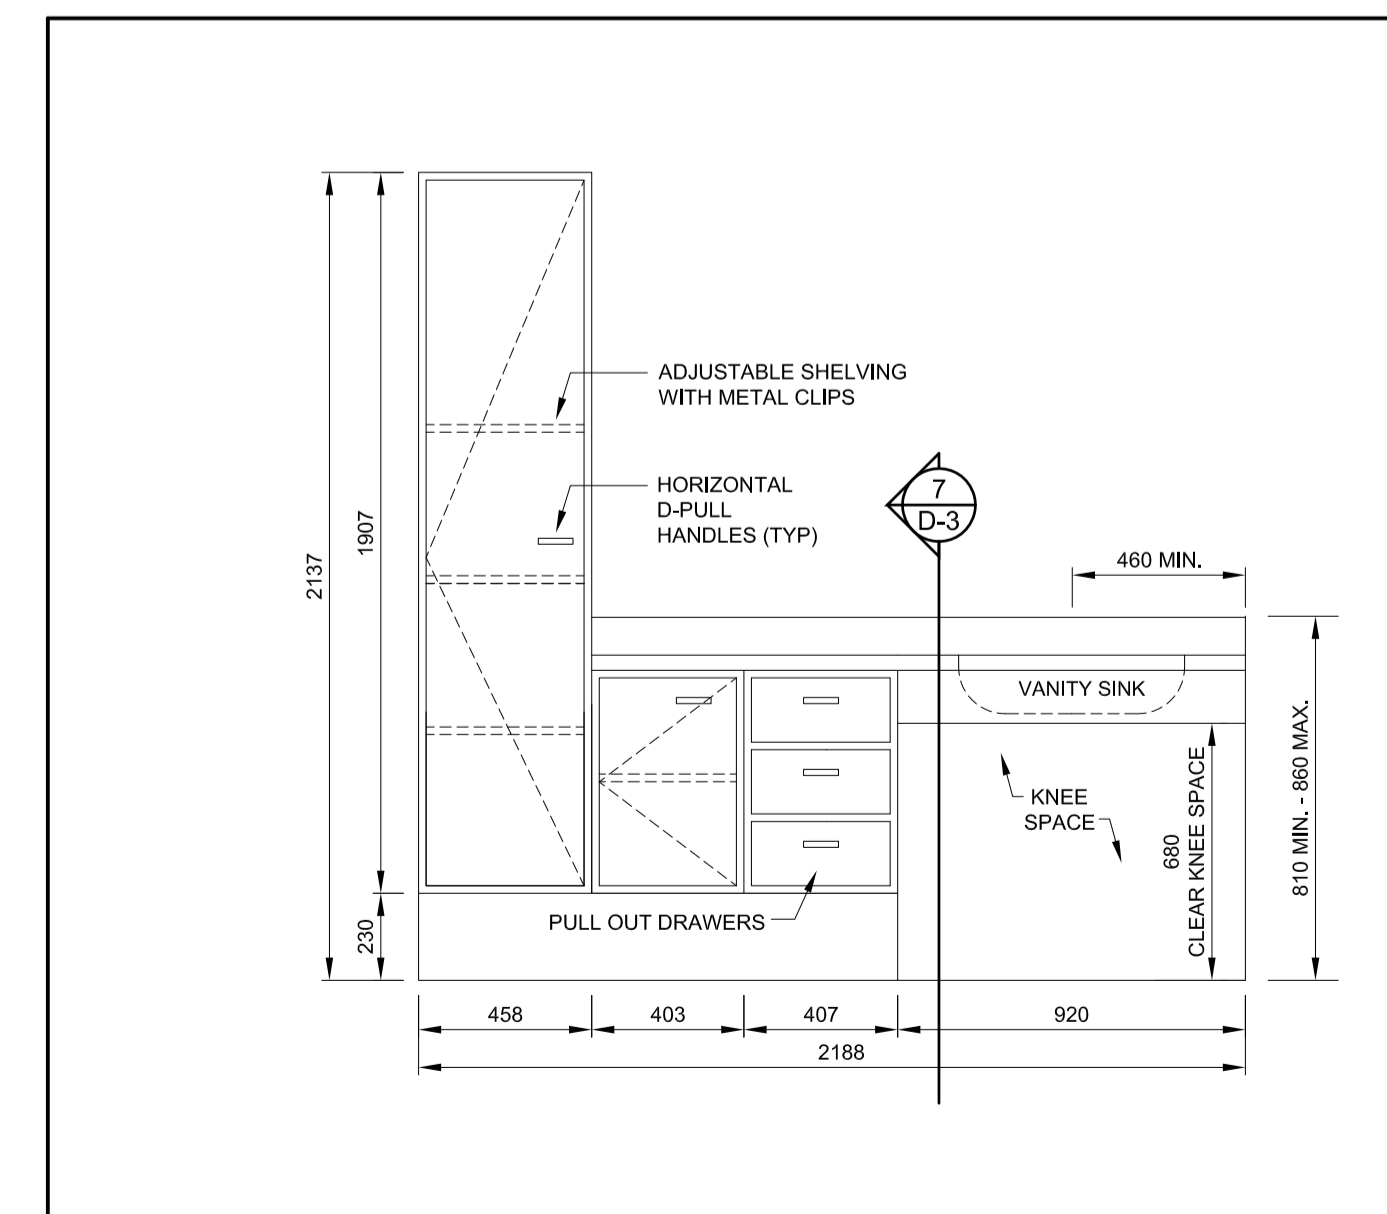 ADJUSTABLE SHELVING
WITH METAL CLIPS
HORIZONTAL
D-PULL
HANDLES (TYP)
7
D-3
460 MIN.
2137
1907
VANITY SINK
KNEE
SPACE
680
CLEAR KNEE SPACE
810 MIN. - 860 MAX.
230
PULL OUT DRAWERS
458
403
407
920
2188